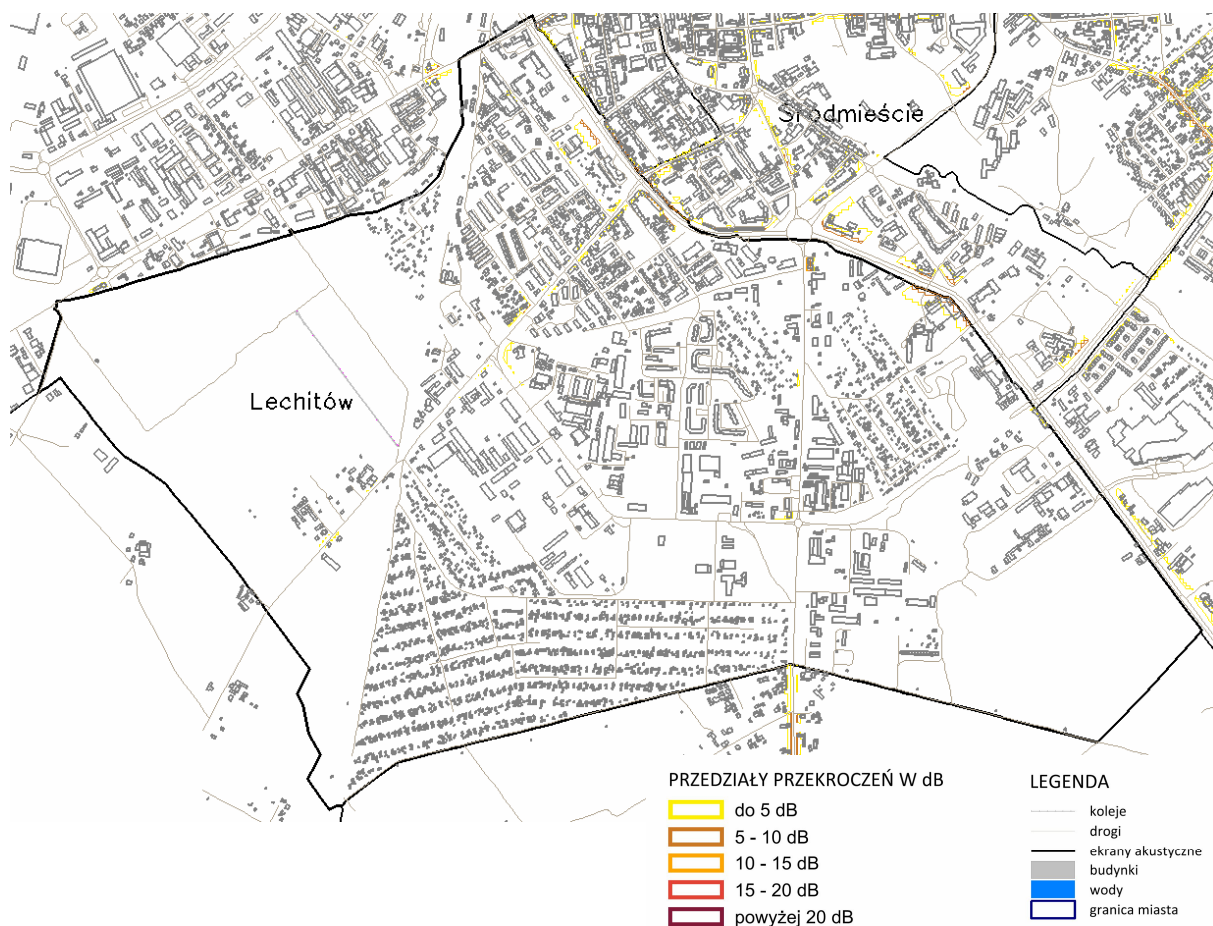 Śródmieście
Lechitów
PRZEDZIAŁY PRZEKROCZEŃ W dB
do 5 dB
5 - 10 dB
10 - 15 dB
15 - 20 dB
powyżej 20 dB
LEGENDA
koleje
drogi
ekrany akustyczne
budynki
wody
granica miasta